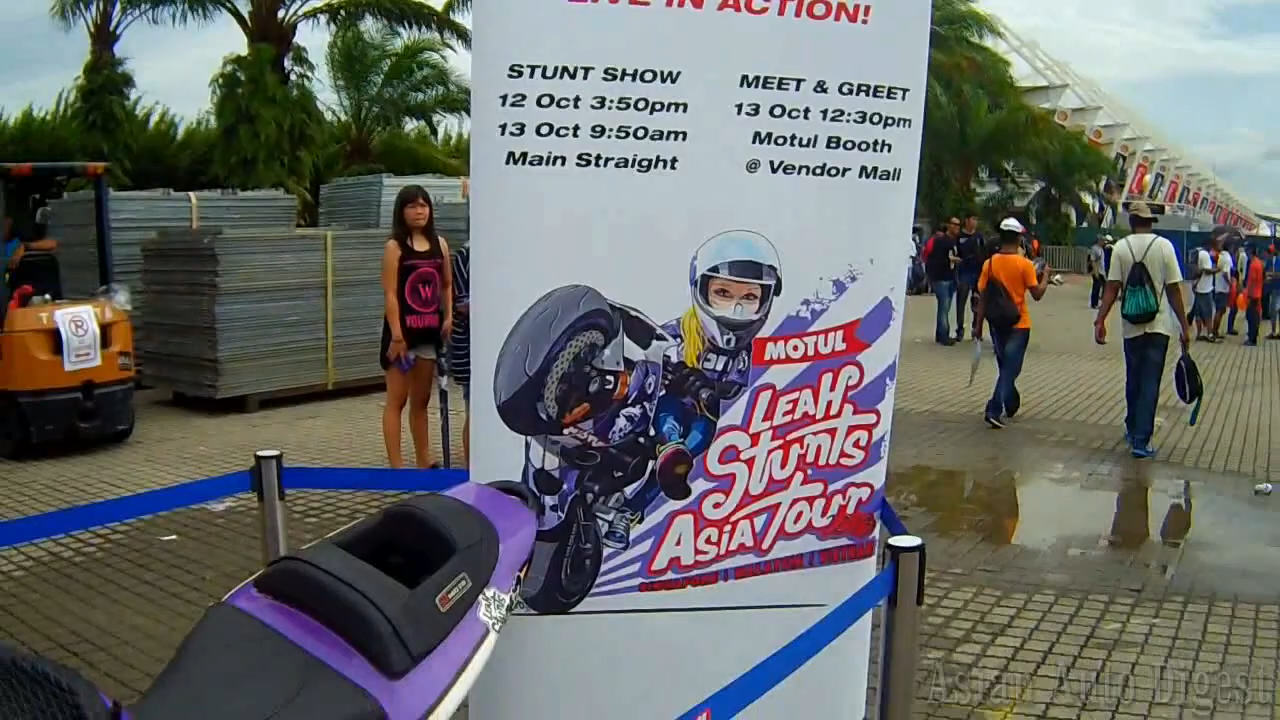 LIVE IN ACTION!
STUNT SHOW
12 Oct 3:50pm
13 Oct 9:50am
Main Straight
MEET & GREET
13 Oct 12:30pm
Motul Booth
@ Vendor Mall
MOTUL
LEAH
Stunts
ASIA TOUR
W
Asian Auto Digest